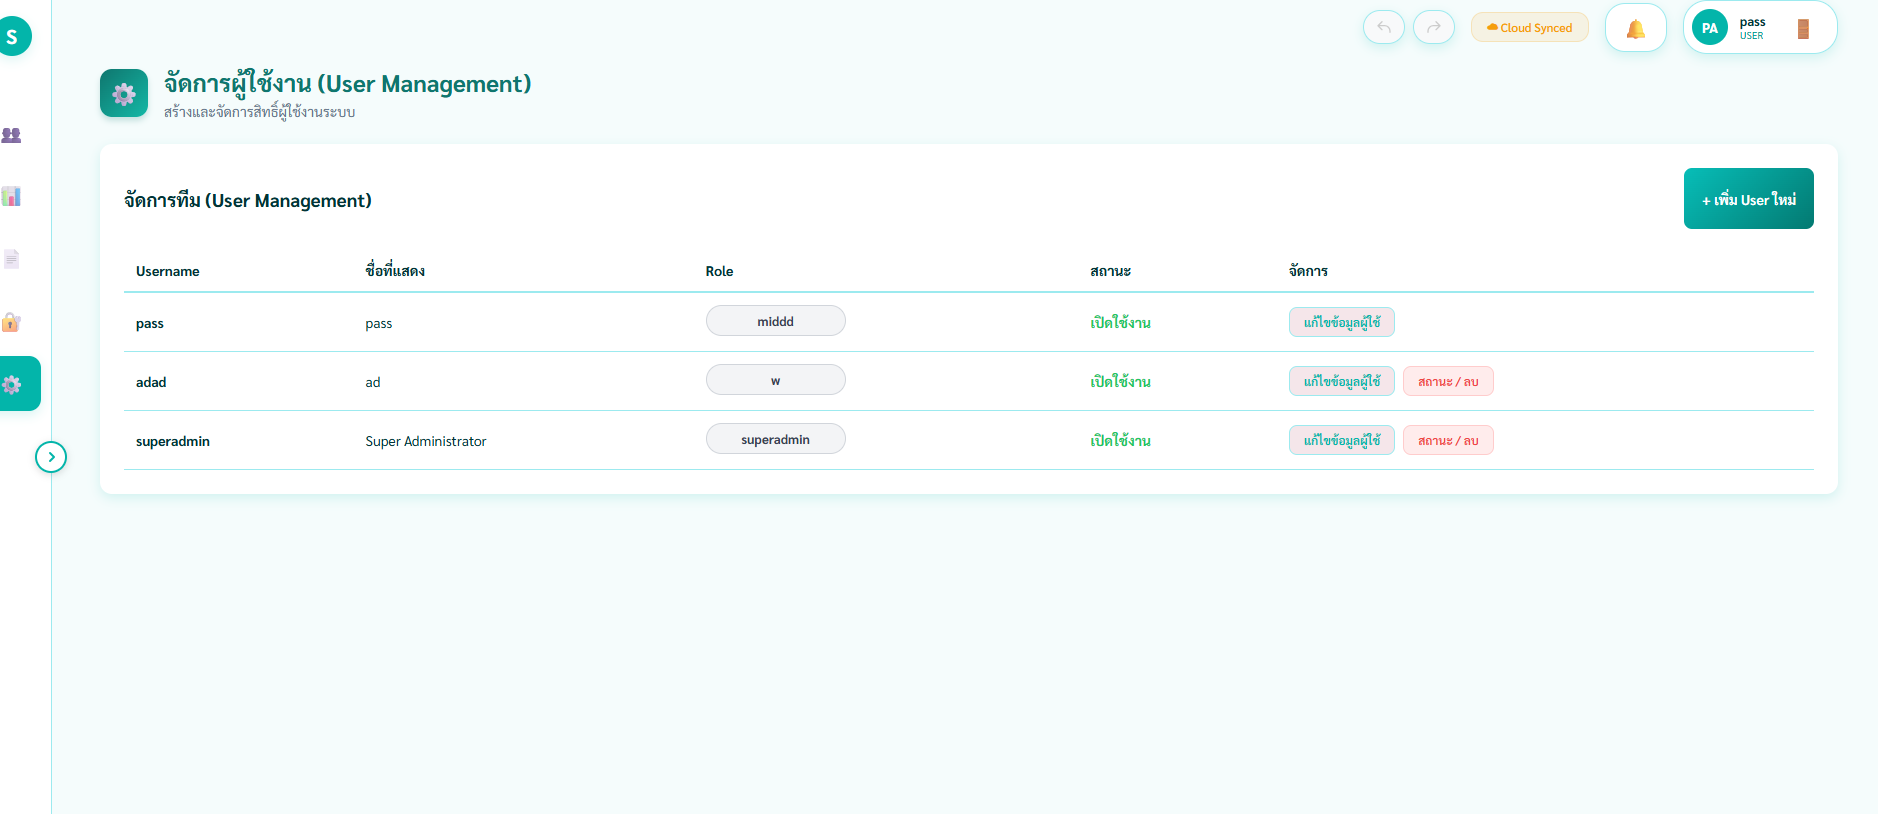 S
Cloud Synced
PA
pass
USER
จัดการผู้ใช้งาน (User Management)
สร้างและจัดการสิทธิ์ผู้ใช้งานระบบ
จัดการทีม (User Management)
+ เพิ่ม User ใหม่
Username ชื่อที่แสดง Role สถานะ จัดการ
pass pass middd เปิดใช้งาน แก้ไขข้อมูลผู้ใช้
adad ad w เปิดใช้งาน แก้ไขข้อมูลผู้ใช้ สถานะ / ลบ
superadmin Super Administrator superadmin เปิดใช้งาน แก้ไขข้อมูลผู้ใช้ สถานะ / ลบ